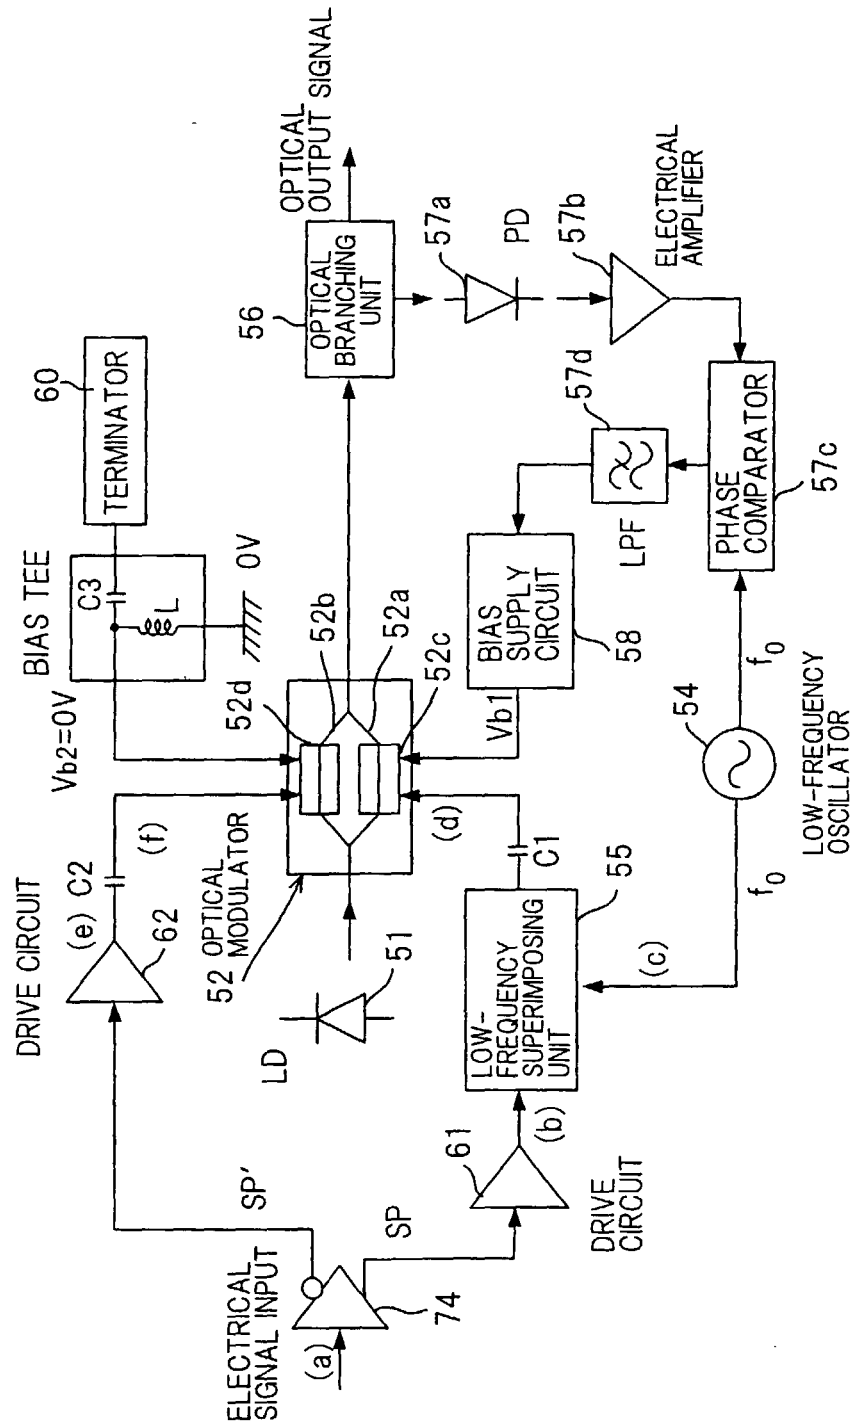 DRIVE CIRCUIT
(e) C2
62
(f)
Vb2=0V
BIAS TEE
C3
L
0V
60
TERMINATOR
SP'
LD
51
52 OPTICAL
MODULATOR
52d
52b
52a
52c
(d)
56
OPTICAL
BRANCHING
UNIT
OPTICAL
OUTPUT SIGNAL
57a
PD
57b
ELECTRICAL
AMPLIFIER
ELECTRICAL
SIGNAL INPUT
(a)
74
SP
61
DRIVE
CIRCUIT
(b)
LOW-
FREQUENCY
SUPERIMPOSING
UNIT
55
C1
(c)
Vb1
BIAS
SUPPLY
CIRCUIT
58
57d
LPF
PHASE
COMPARATOR
57c
f0
54
f0
LOW-FREQUENCY
OSCILLATOR